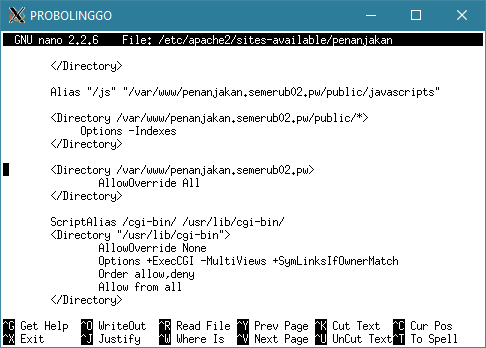 PROBOLINGGO
GNU nano 2.2.6 File: /etc/apache2/sites-available/penanjakan
</Directory>
Alias "/js" "/var/www/penanjakan.semerub02.pw/public/javascripts"
<Directory /var/www/penanjakan.semerub02.pw/public/*>
Options -Indexes
</Directory>
<Directory /var/www/penanjakan.semerub02.pw>
AllowOverride All
</Directory>
ScriptAlias /cgi-bin/ /usr/lib/cgi-bin/
<Directory "/usr/lib/cgi-bin">
AllowOverride None
Options +ExecCGI -MultiViews +SymLinksIfOwnerMatch
Order allow,deny
Allow from all
</Directory>
^G Get Help ^O WriteOut ^R Read File ^Y Prev Page ^K Cut Text ^C Cur Pos
^X Exit ^J Justify ^W Where Is ^V Next Page ^U UnCut Text ^T To Spell